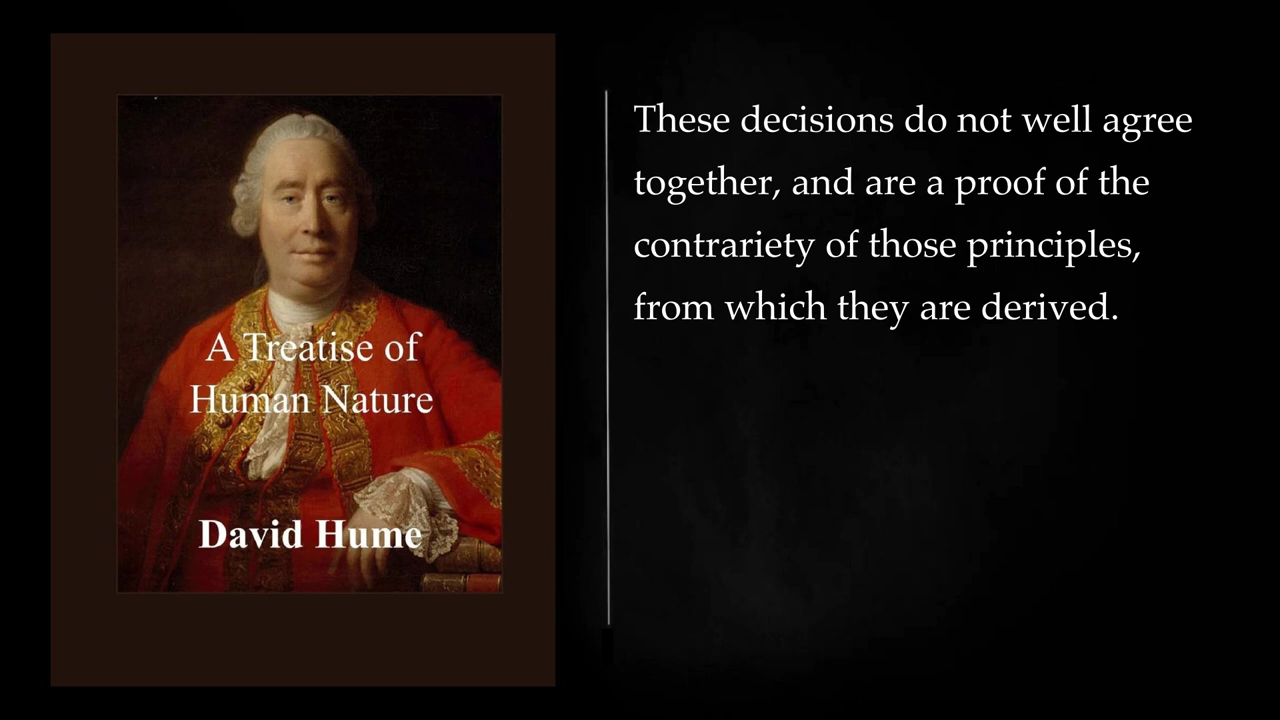 A Treatise of
Human Nature
David Hume
These decisions do not well agree
together, and are a proof of the
contrariety of those principles,
from which they are derived.